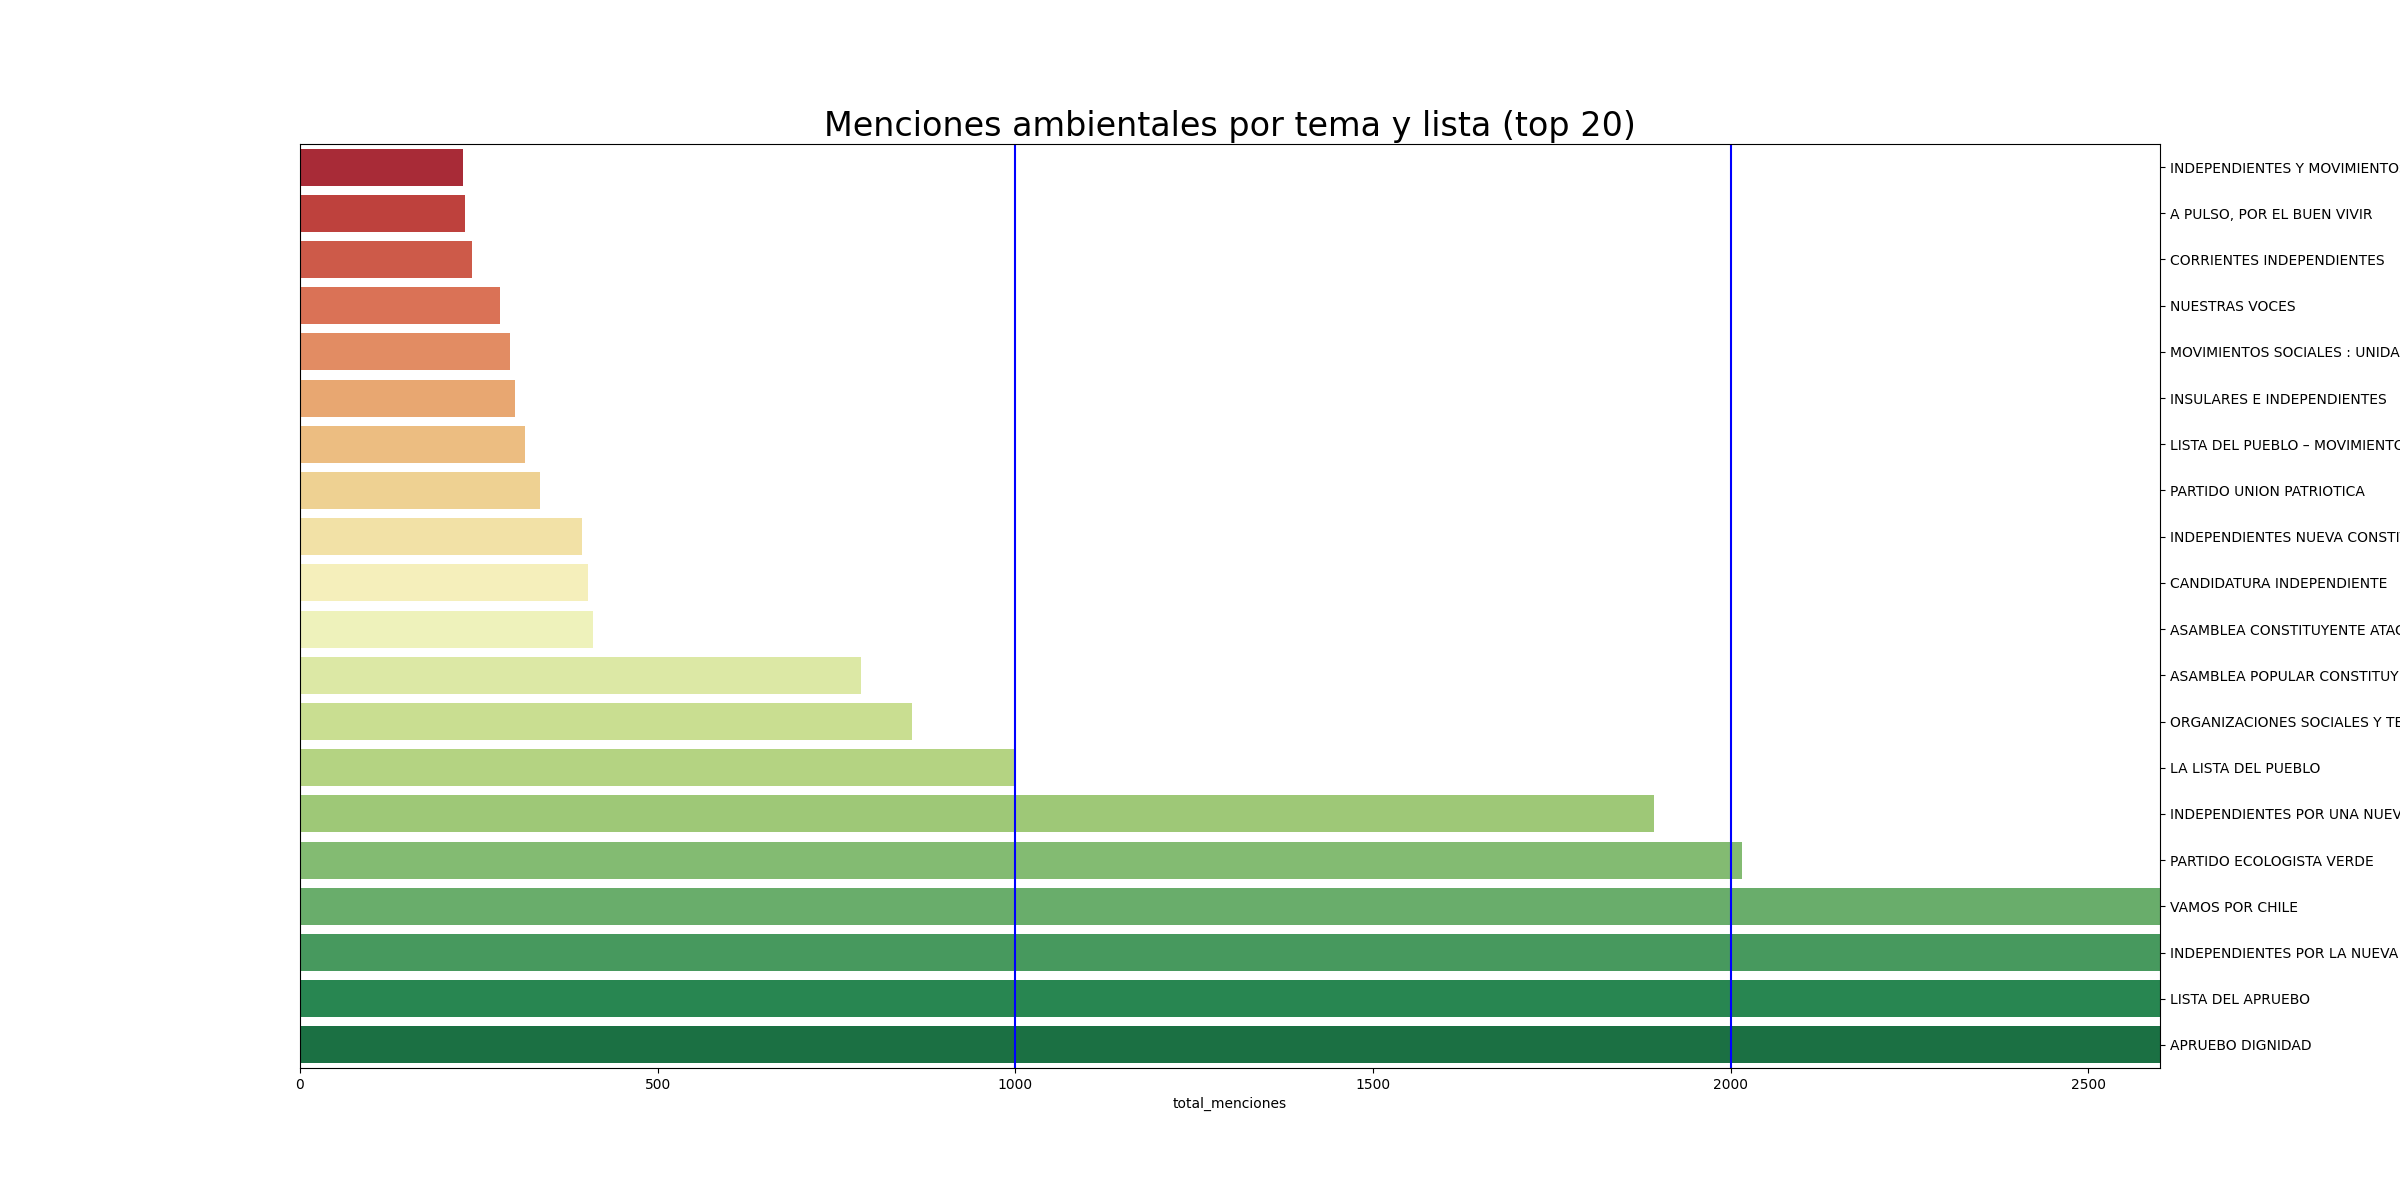 Menciones ambientales por tema y lista (top 20)
INDEPENDIENTES Y MOVIMIENTO
A PULSO, POR EL BUEN VIVIR
CORRIENTES INDEPENDIENTES
NUESTRAS VOCES
MOVIMIENTOS SOCIALES : UNIDA
INSULARES E INDEPENDIENTES
LISTA DEL PUEBLO – MOVIMIENTO
PARTIDO UNION PATRIOTICA
INDEPENDIENTES NUEVA CONSTI
CANDIDATURA INDEPENDIENTE
ASAMBLEA CONSTITUYENTE ATAC
ASAMBLEA POPULAR CONSTITUY
ORGANIZACIONES SOCIALES Y TE
LA LISTA DEL PUEBLO
INDEPENDIENTES POR UNA NUEV
PARTIDO ECOLOGISTA VERDE
VAMOS POR CHILE
INDEPENDIENTES POR LA NUEVA
LISTA DEL APRUEBO
APRUEBO DIGNIDAD
0 500 1000 1500 2000 2500
total_menciones